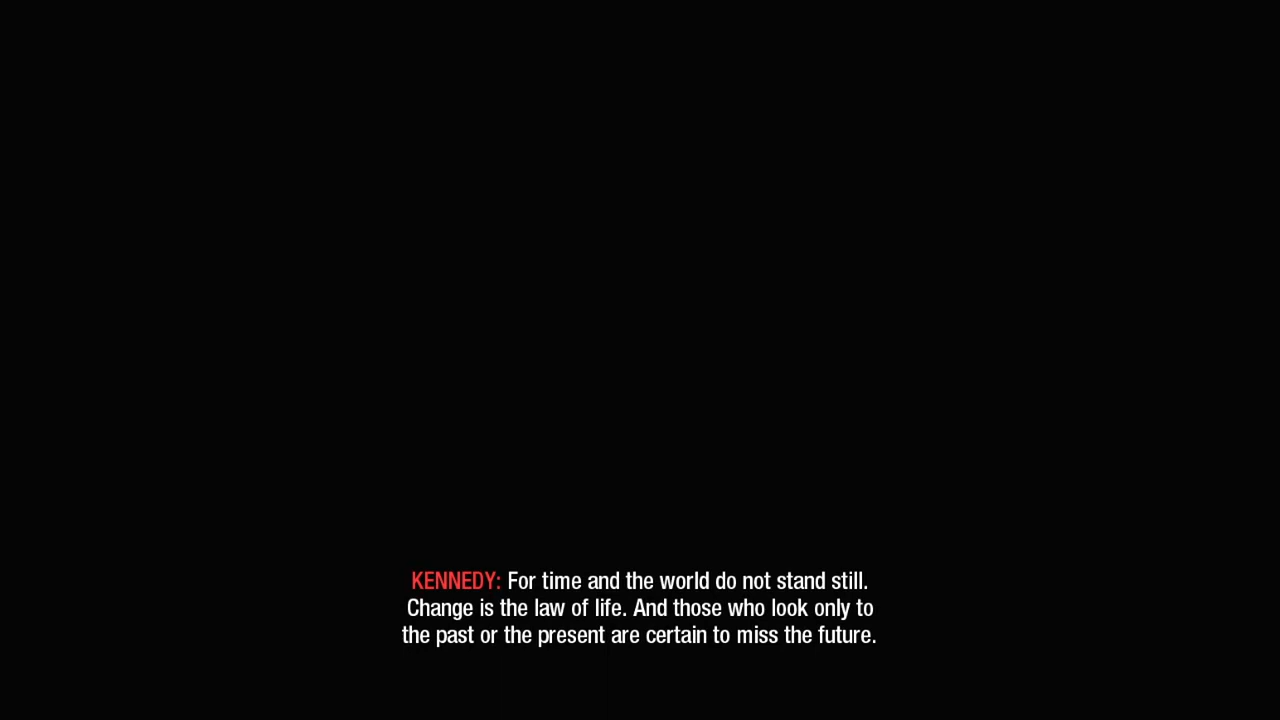 KENNEDY: For time and the world do not stand still.
Change is the law of life. And those who look only to
the past or the present are certain to miss the future.